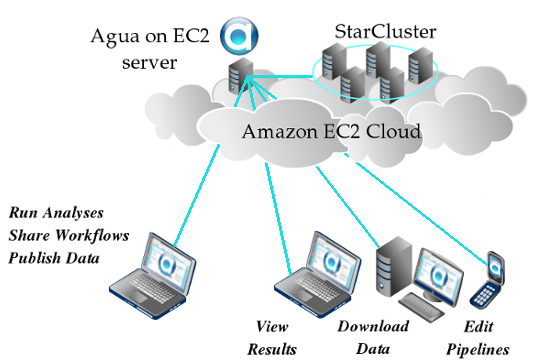 Agua on EC2
server
StarCluster
Amazon EC2 Cloud
Run Analyses
Share Workflows
Publish Data
View
Results
Download
Data
Edit
Pipelines